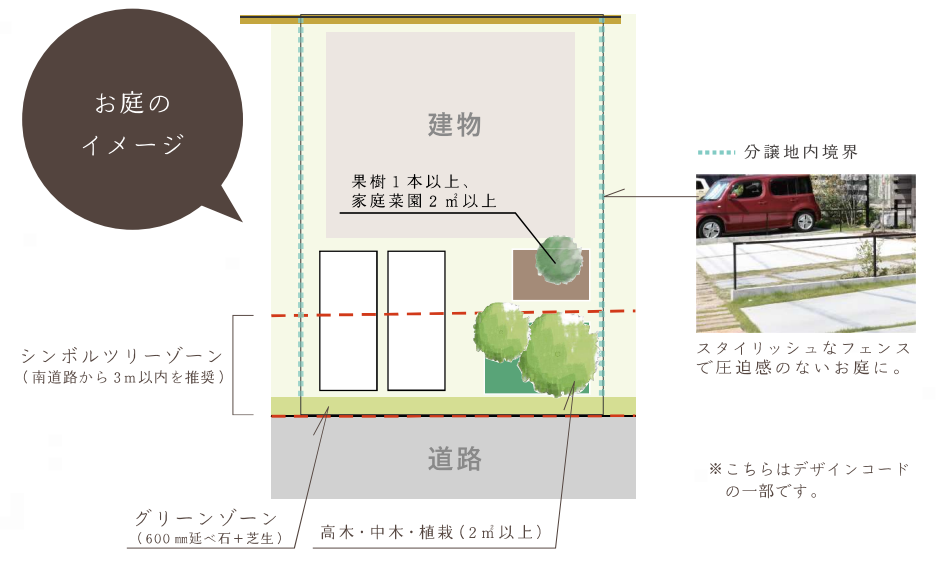 お庭の
イメージ
建物
果樹1本以上、
家庭菜園2㎡以上
分譲地内境界
スタイリッシュなフェンス
で圧迫感のないお庭に。
シンボルツリーゾーン
（南道路から3m以内を推奨）
道路
※こちらはデザインコード
の一部です。
グリーンゾーン
（600㎜延べ石+芝生）
高木・中木・植栽（2㎡以上）